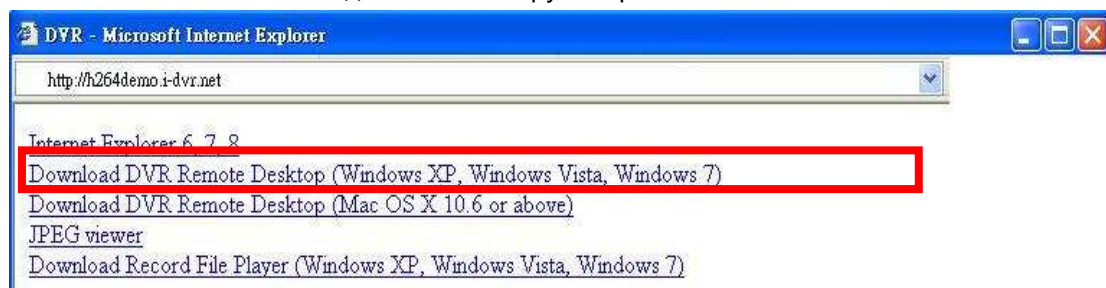 DVR - Microsoft Internet Explorer
http://h264demo.i-dvr.net
Internet Explorer 6, 7, 8
Download DVR Remote Desktop (Windows XP, Windows Vista, Windows 7)
Download DVR Remote Desktop (Mac OS X 10.6 or above)
JPEG viewer
Download Record File Player (Windows XP, Windows Vista, Windows 7)